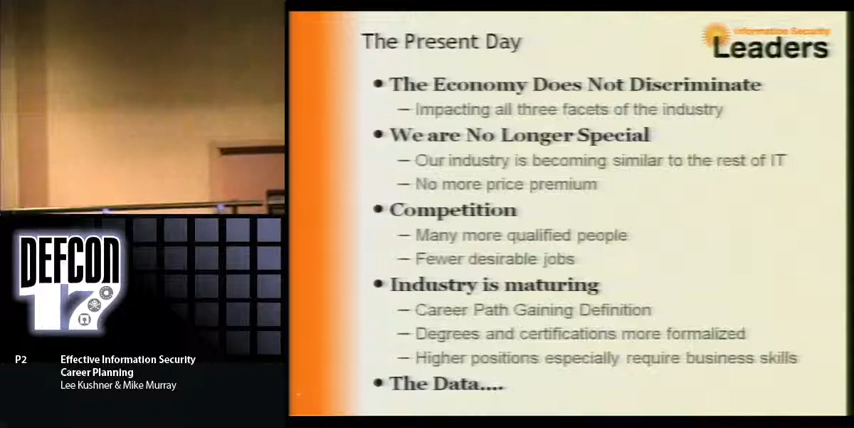 The Present Day
Information Security
Leaders
• The Economy Does Not Discriminate
– Impacting all three facets of the industry
• We are No Longer Special
– Our industry is becoming similar to the rest of IT
– No more price premium
• Competition
– Many more qualified people
– Fewer desirable jobs
• Industry is maturing
– Career Path Gaining Definition
– Degrees and certifications more formalized
– Higher positions especially require business skills
• The Data....
DEFCON
17
P2
Effective Information Security
Career Planning
Lee Kushner & Mike Murray